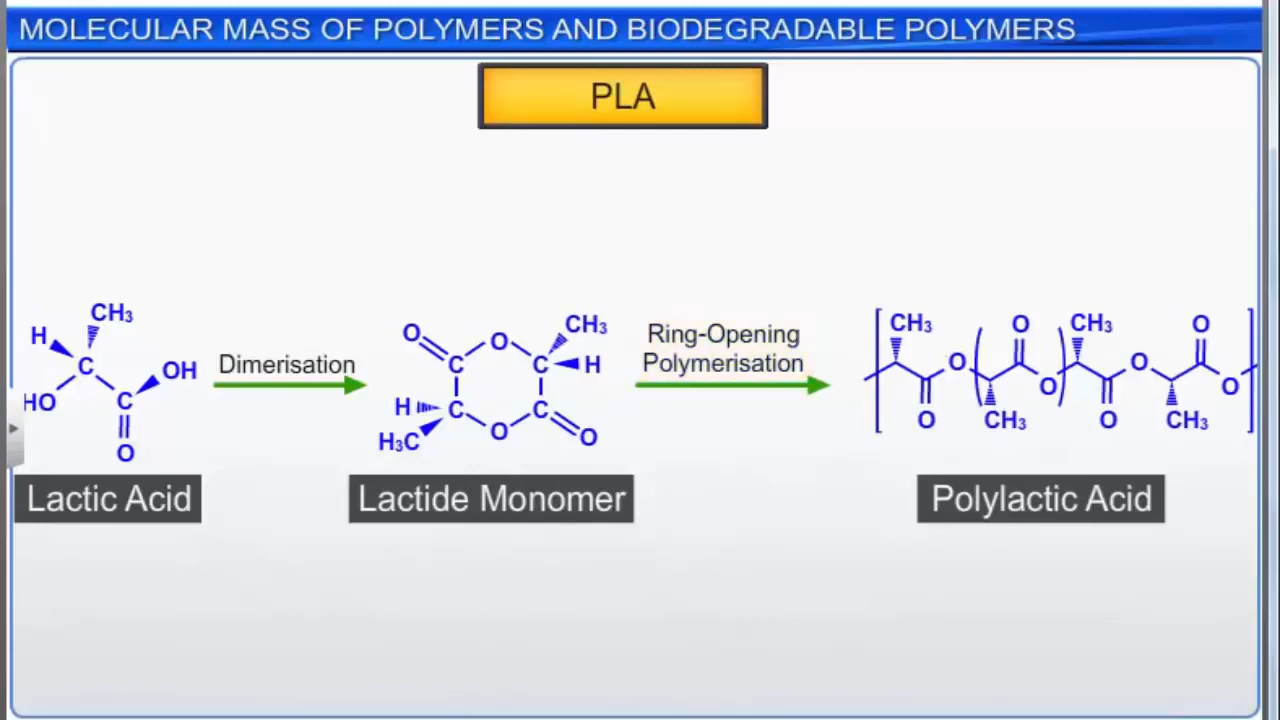 MOLECULAR MASS OF POLYMERS AND BIODEGRADABLE POLYMERS
PLA
CH3
H
C
OH
HO
C
O
Lactic Acid
Dimerisation
O
O
CH3
C
C
H
H
C
C
H3C
O
O
Lactide Monomer
Ring-Opening
Polymerisation
CH3
O
CH3
O
O
O
O
O
O
O
CH3
CH3
Polylactic Acid